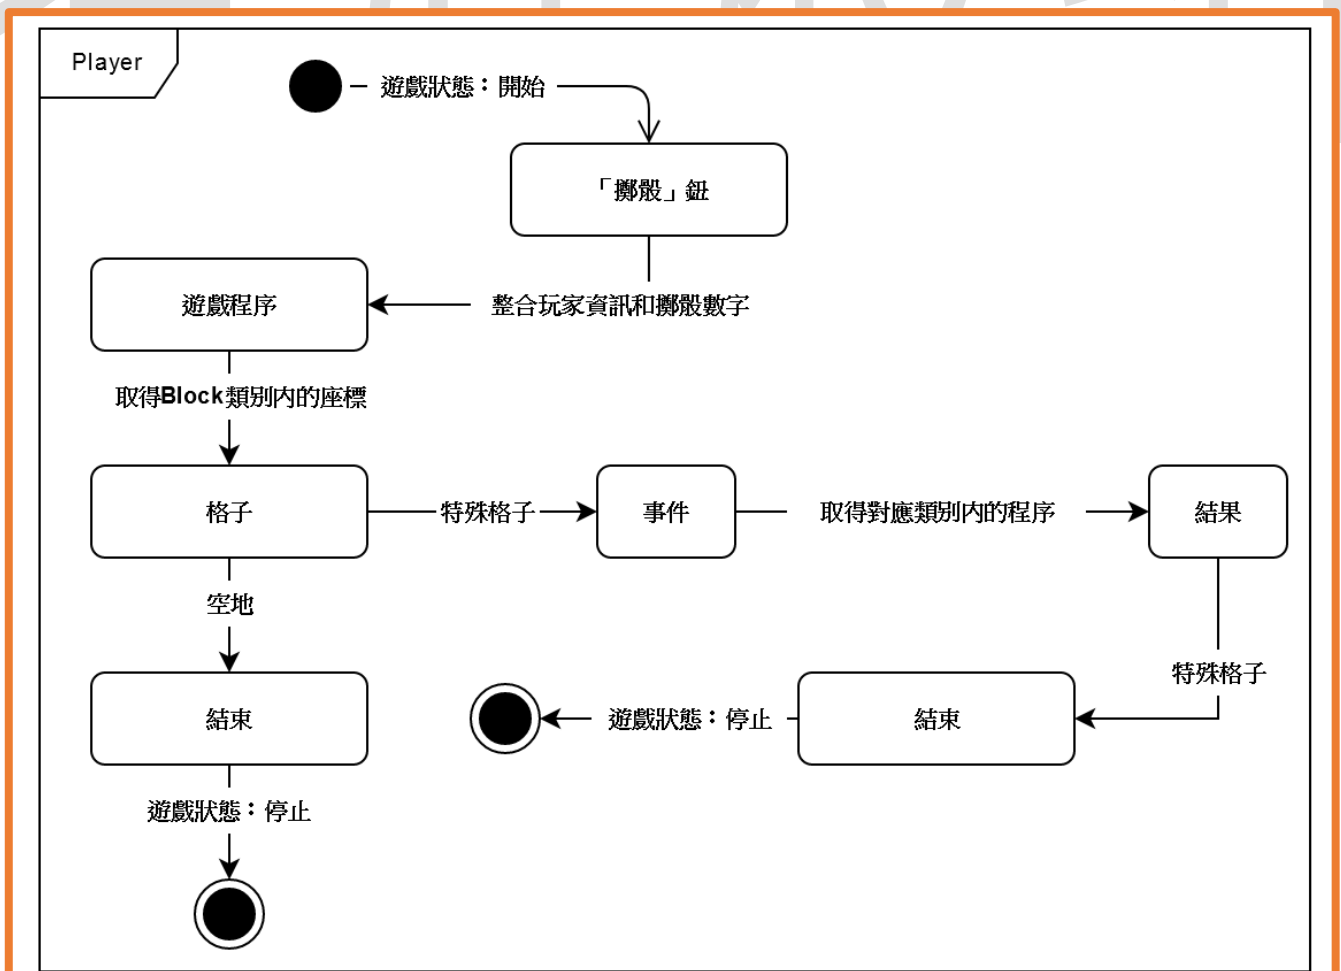 Player
遊戲狀態：開始
「擲骰」鈕
遊戲程序
整合玩家資訊和擲骰數字
取得Block類別內的座標
格子
特殊格子
事件
取得對應類別內的程序
結果
空地
特殊格子
結束
遊戲狀態：停止
結束
遊戲狀態：停止